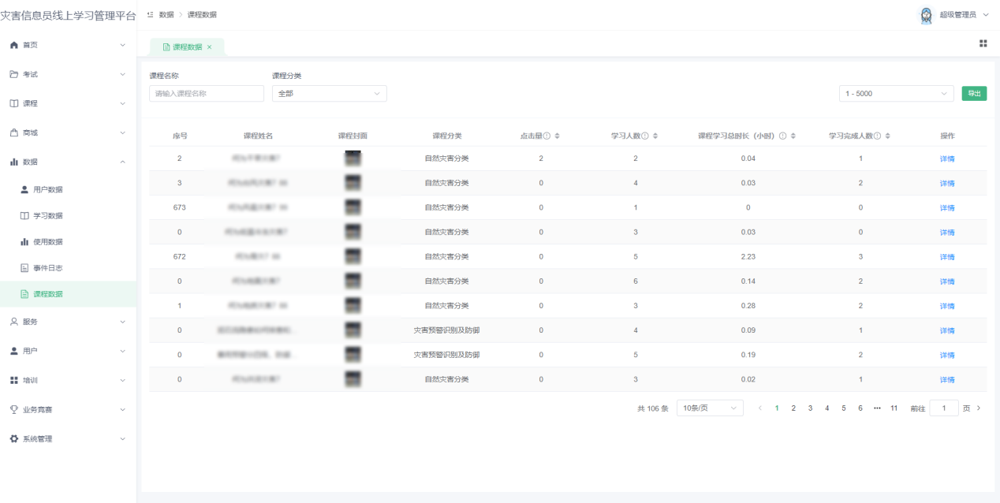 灾害信息员线上学习管理平台
数据 > 课程数据
超级管理员
首页
考试
课程
商城
数据
用户数据
学习数据
使用数据
事件日志
课程数据
服务
用户
培训
业务竞赛
系统管理
课程数据 ×
课程名称 课程分类
请输入课程名称 全部 1 - 5000 导出
序号 课程姓名 课程封面 课程分类 点击量 学习人数 课程学习总时长（小时） 学习完成人数 操作
2 自然灾害分类 2 2 0.04 1 详情
3 自然灾害分类 0 4 0.03 2 详情
673 自然灾害分类 0 1 0 0 详情
0 自然灾害分类 0 3 0.03 0 详情
672 自然灾害分类 0 5 2.23 3 详情
0 自然灾害分类 0 6 0.14 2 详情
1 自然灾害分类 0 3 0.28 2 详情
0 灾害预警识别及防御 0 4 0.09 1 详情
0 灾害预警识别及防御 0 5 0.19 2 详情
0 自然灾害分类 0 3 0.02 1 详情
共 106 条 10条/页 < 1 2 3 4 5 6 ••• 11 前往 1 页 >